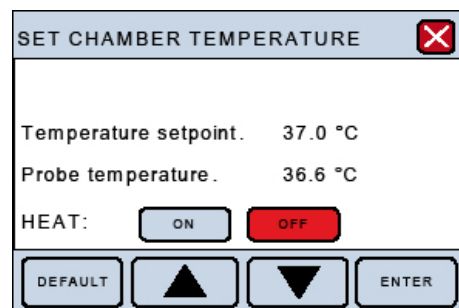 SET CHAMBER TEMPERATURE
Temperature setpoint. 37.0 °C
Probe temperature. 36.6 °C
HEAT: ON OFF
DEFAULT ENTER